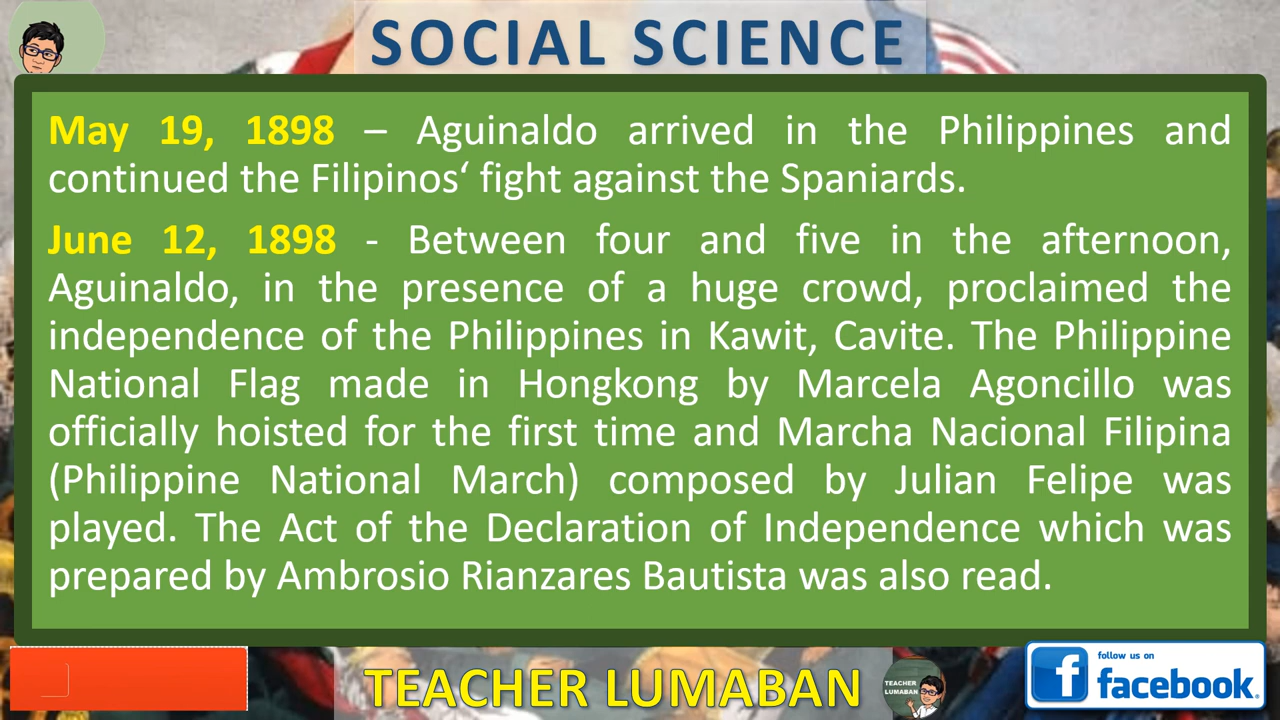 SOCIAL SCIENCE
May 19, 1898 – Aguinaldo arrived in the Philippines and
continued the Filipinos‘ fight against the Spaniards.
June 12, 1898 - Between four and five in the afternoon,
Aguinaldo, in the presence of a huge crowd, proclaimed the
independence of the Philippines in Kawit, Cavite. The Philippine
National Flag made in Hongkong by Marcela Agoncillo was
officially hoisted for the first time and Marcha Nacional Filipina
(Philippine National March) composed by Julian Felipe was
played. The Act of the Declaration of Independence which was
prepared by Ambrosio Rianzares Bautista was also read.
TEACHER LUMABAN
TEACHER
LUMABAN
follow us on
facebook.